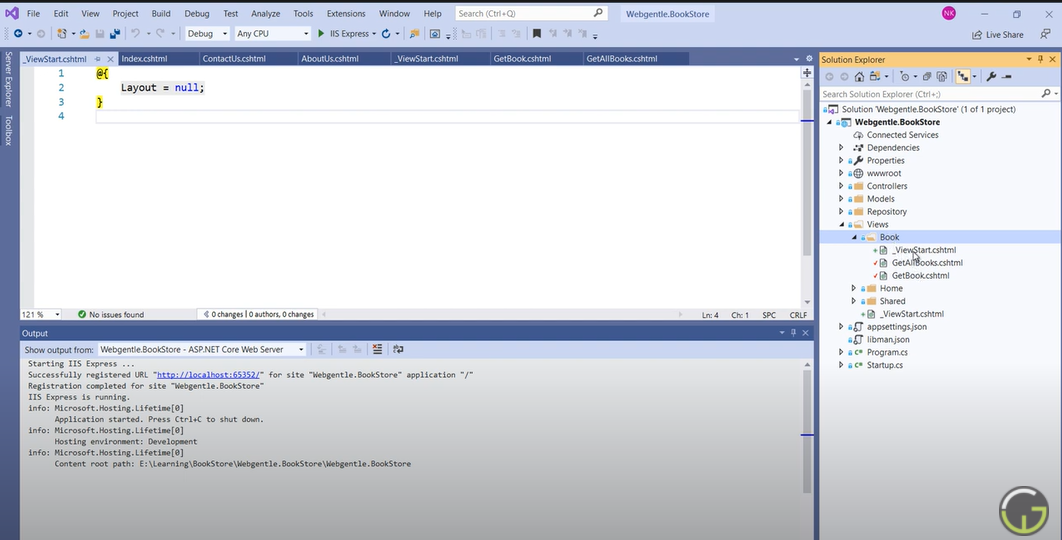 File Edit View Project Build Debug Test Analyze Tools Extensions Window Help Search (Ctrl+Q) Webgentle.BookStore NK
Debug Any CPU IIS Express Live Share
_ViewStart.cshtml Index.cshtml ContactUs.cshtml AboutUs.cshtml _ViewStart.cshtml GetBook.cshtml GetAllBooks.cshtml
Server Explorer
Toolbox
1 @{
2 Layout = null;
3 }
4
121 % No issues found 0 changes | 0 authors, 0 changes Ln: 4 Ch: 1 SPC CRLF
Output
Show output from: Webgentle.BookStore - ASP.NET Core Web Server
Starting IIS Express ...
Successfully registered URL "http://localhost:65352/" for site "Webgentle.BookStore" application "/"
Registration completed for site "Webgentle.BookStore"
IIS Express is running.
info: Microsoft.Hosting.Lifetime[0]
Application started. Press Ctrl+C to shut down.
info: Microsoft.Hosting.Lifetime[0]
Hosting environment: Development
info: Microsoft.Hosting.Lifetime[0]
Content root path: E:\Learning\BookStore\Webgentle.BookStore\Webgentle.BookStore
Solution Explorer
Search Solution Explorer (Ctrl+;)
Solution 'Webgentle.BookStore' (1 of 1 project)
Webgentle.BookStore
Connected Services
Dependencies
Properties
wwwroot
Controllers
Models
Repository
Views
Book
_ViewStart.cshtml
GetAllBooks.cshtml
GetBook.cshtml
Home
Shared
_ViewStart.cshtml
appsettings.json
libman.json
Program.cs
Startup.cs